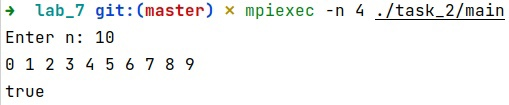 → lab_7 git:(master) × mpiexec -n 4 ./task_2/main
Enter n: 10
0 1 2 3 4 5 6 7 8 9
true